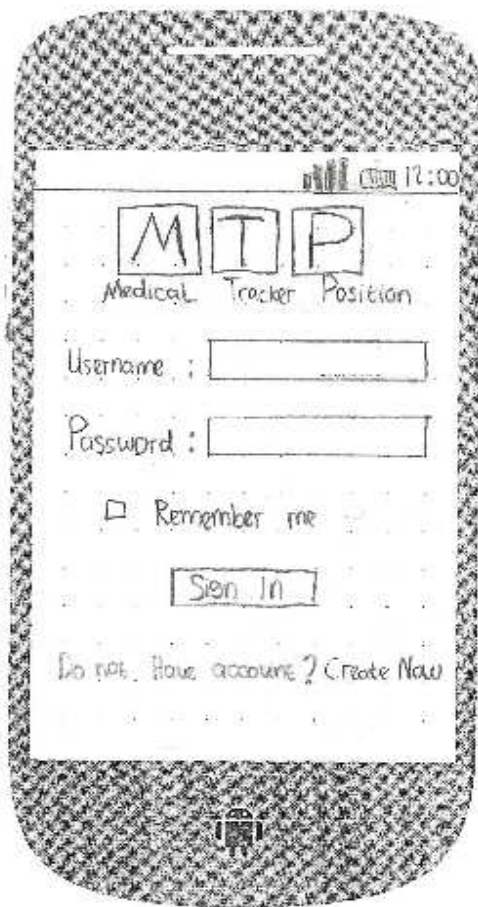 12:00
M T P
Medical Tracker Position
Username :
Password :
Remember me
Sign In
Do not Have account? Create Now